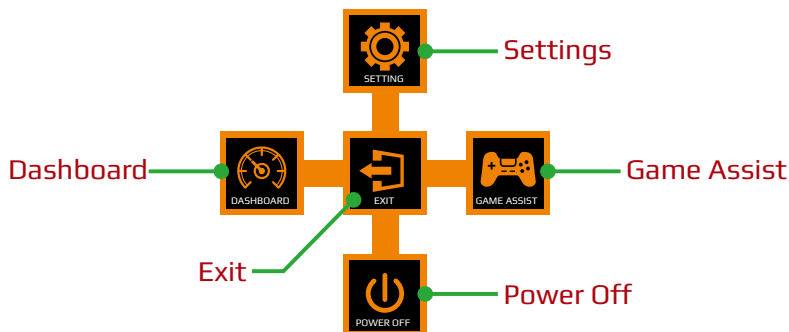 Settings
SETTING
Dashboard
DASHBOARD
EXIT
GAME ASSIST
Game Assist
Exit
POWER OFF
Power Off